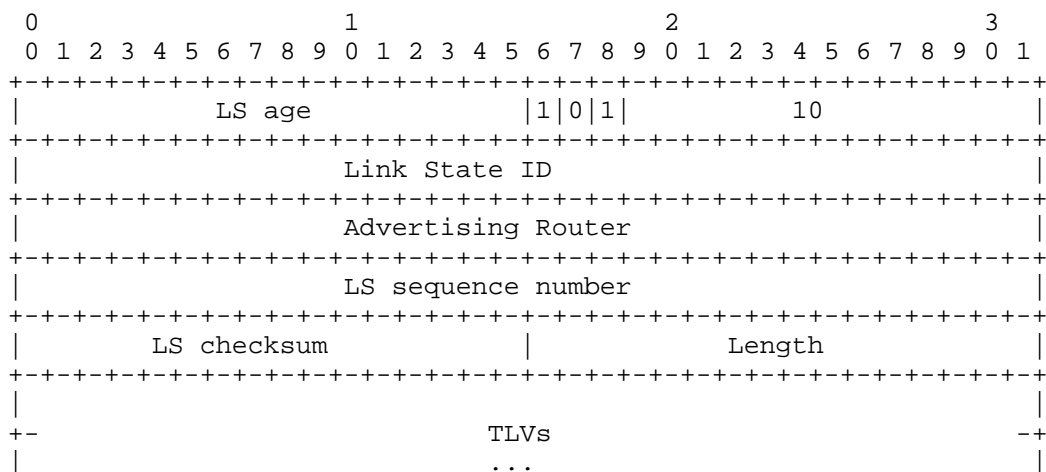 0                   1                   2                   3
 0 1 2 3 4 5 6 7 8 9 0 1 2 3 4 5 6 7 8 9 0 1 2 3 4 5 6 7 8 9 0 1
+-+-+-+-+-+-+-+-+-+-+-+-+-+-+-+-+-+-+-+-+-+-+-+-+-+-+-+-+-+-+-+-+
|            LS age             |1|0|1|          10             |
+-+-+-+-+-+-+-+-+-+-+-+-+-+-+-+-+-+-+-+-+-+-+-+-+-+-+-+-+-+-+-+-+
|                    Link State ID                              |
+-+-+-+-+-+-+-+-+-+-+-+-+-+-+-+-+-+-+-+-+-+-+-+-+-+-+-+-+-+-+-+-+
|                    Advertising Router                         |
+-+-+-+-+-+-+-+-+-+-+-+-+-+-+-+-+-+-+-+-+-+-+-+-+-+-+-+-+-+-+-+-+
|                    LS sequence number                         |
+-+-+-+-+-+-+-+-+-+-+-+-+-+-+-+-+-+-+-+-+-+-+-+-+-+-+-+-+-+-+-+-+
|        LS checksum            |            Length             |
+-+-+-+-+-+-+-+-+-+-+-+-+-+-+-+-+-+-+-+-+-+-+-+-+-+-+-+-+-+-+-+-+
|                                                               |
+-                            TLVs                             -+
|                             ...                               |